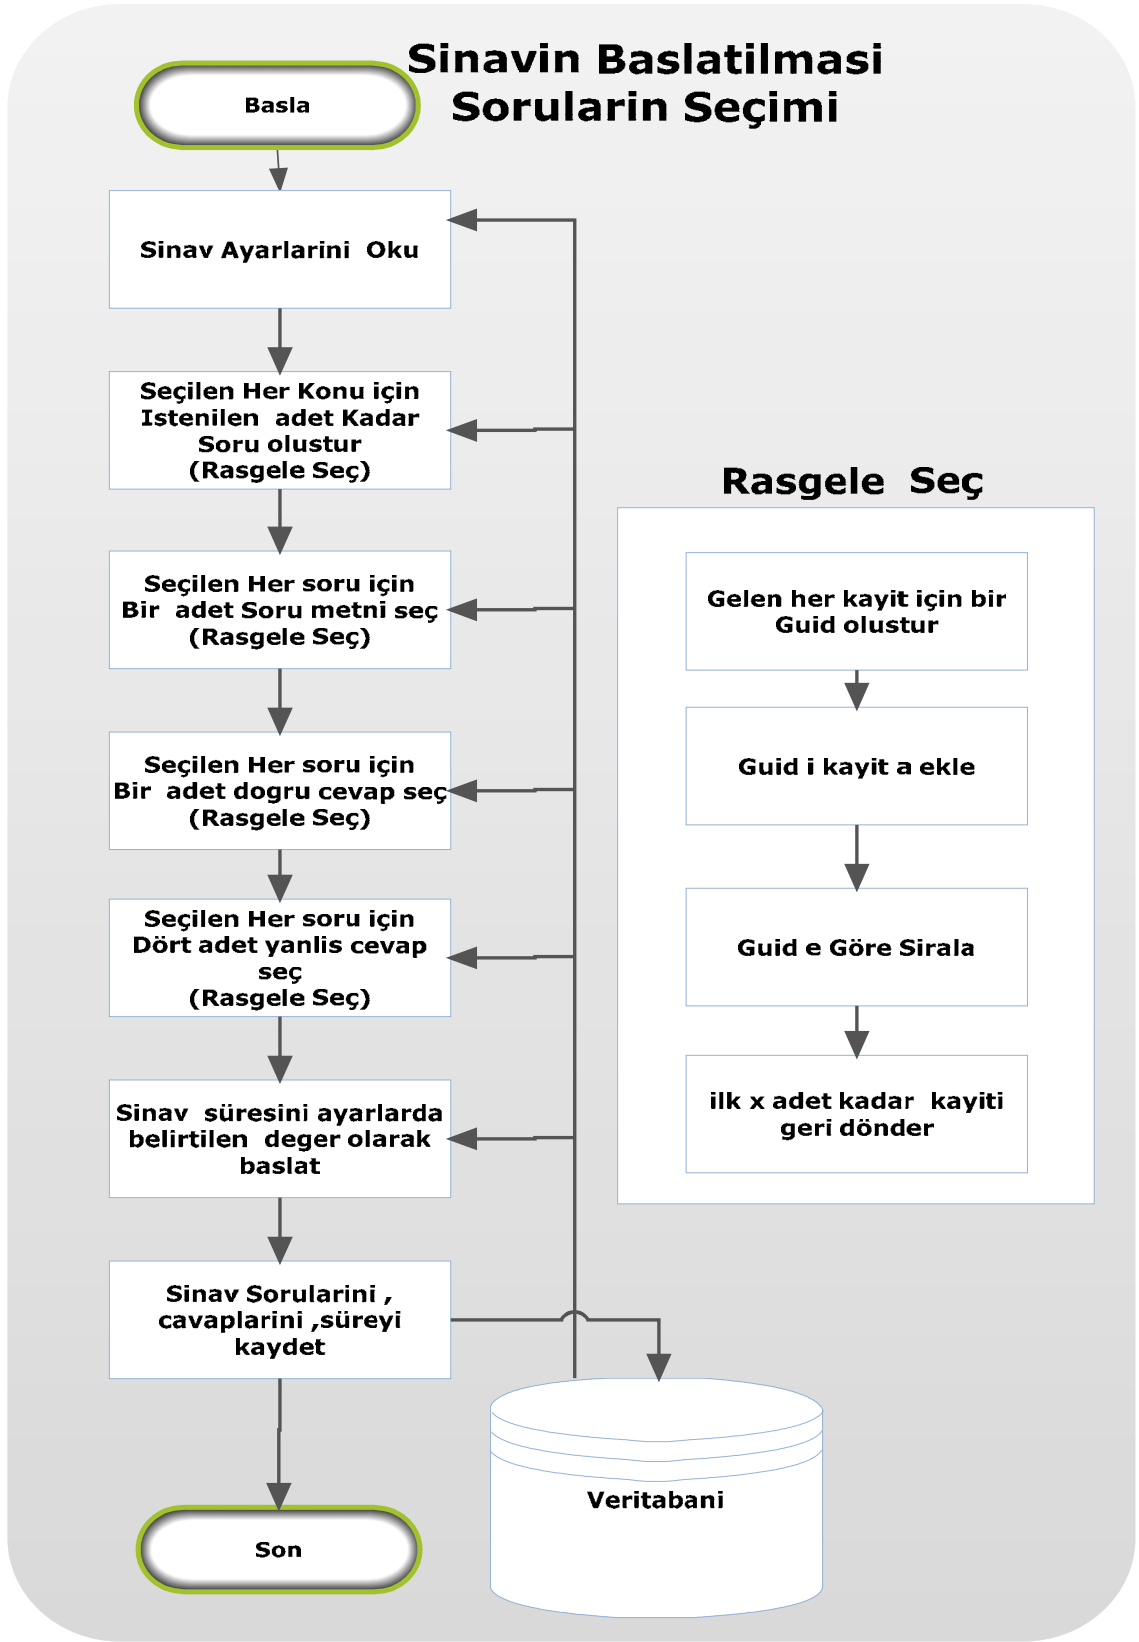 Sinavin Baslatilmasi
Sorularin Seçimi
Basla
Sinav Ayarlarini Oku
Seçilen Her Konu için
Istenilen adet Kadar
Soru olustur
(Rasgele Seç)
Seçilen Her soru için
Bir adet Soru metni seç
(Rasgele Seç)
Seçilen Her soru için
Bir adet dogru cevap seç
(Rasgele Seç)
Seçilen Her soru için
Dört adet yanlis cevap
seç
(Rasgele Seç)
Sinav süresini ayarlarda
belirtilen deger olarak
baslat
Sinav Sorularini ,
cavaplarini ,süreyi
kaydet
Son
Veritabani
Rasgele Seç
Gelen her kayit için bir
Guid olustur
Guid i kayit a ekle
Guid e Göre Sirala
ilk x adet kadar kayiti
geri dönder